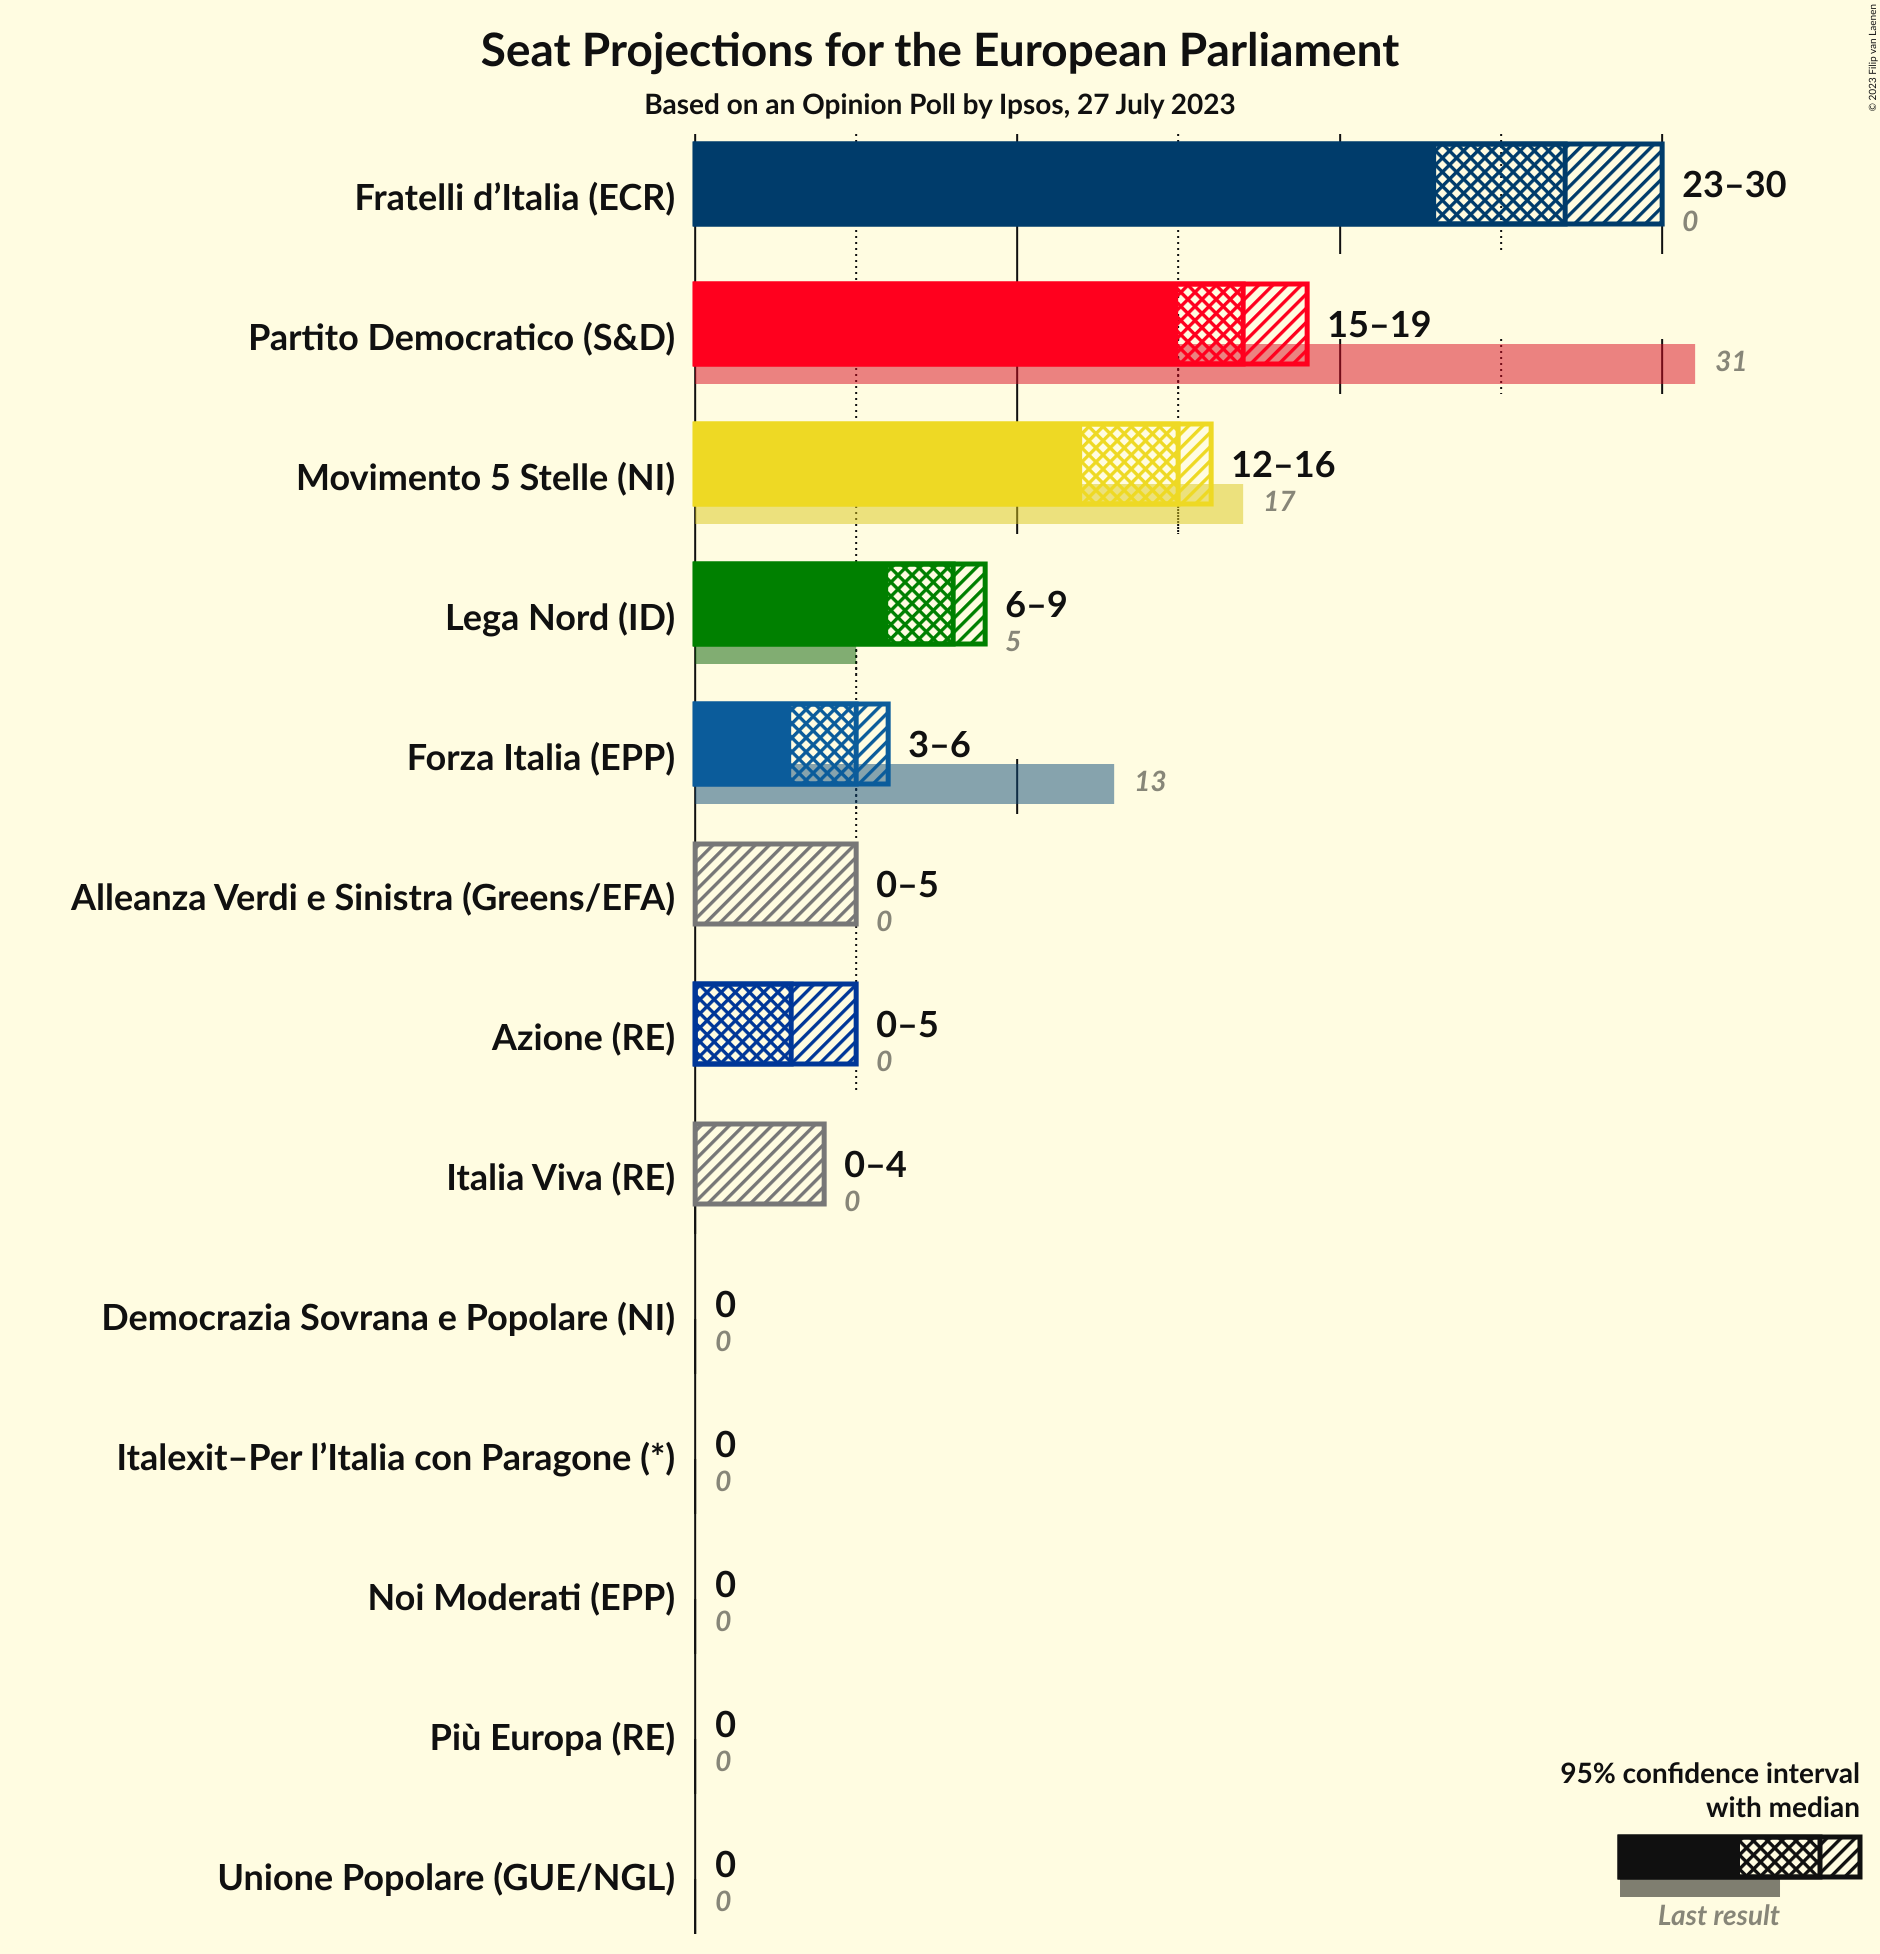 Seat Projections for the European Parliament
Based on an Opinion Poll by Ipsos, 27 July 2023
© 2023 Filip van Laenen
Fratelli d’Italia (ECR)
23–30
0
Partito Democratico (S&D)
15–19
31
Movimento 5 Stelle (NI)
12–16
17
Lega Nord (ID)
6–9
5
Forza Italia (EPP)
3–6
13
Alleanza Verdi e Sinistra (Greens/EFA)
0–5
0
Azione (RE)
0–5
0
Italia Viva (RE)
0–4
0
Democrazia Sovrana e Popolare (NI)
0
0
Italexit–Per l’Italia con Paragone (*)
0
0
Noi Moderati (EPP)
0
0
Più Europa (RE)
0
0
Unione Popolare (GUE/NGL)
0
0
95% confidence interval
with median
Last result